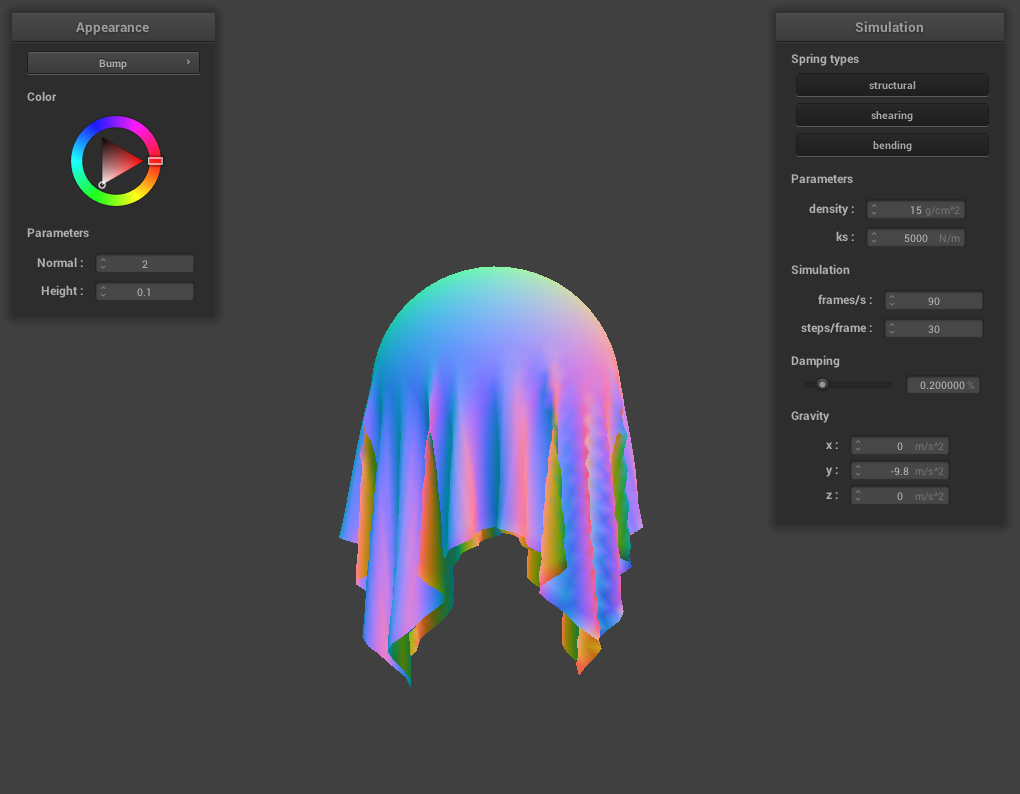 Appearance
Bump
Color
Parameters
Normal : 2
Height : 0.1
Simulation
Spring types
structural
shearing
bending
Parameters
density : 15 g/cm^2
ks : 5000 N/m
Simulation
frames/s : 90
steps/frame : 30
Damping
0.200000 %
Gravity
x : 0 m/s^2
y : -9.8 m/s^2
z : 0 m/s^2